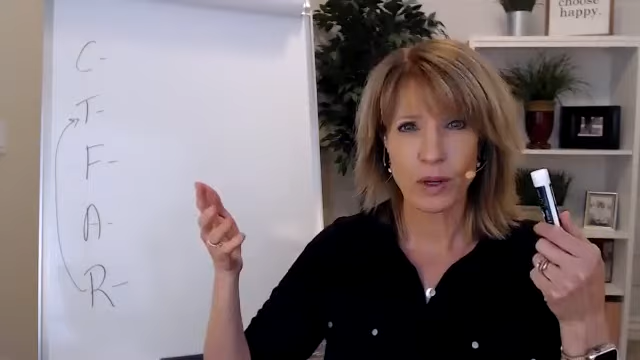 C-
T-
F-
A-
R-
choose
happy.